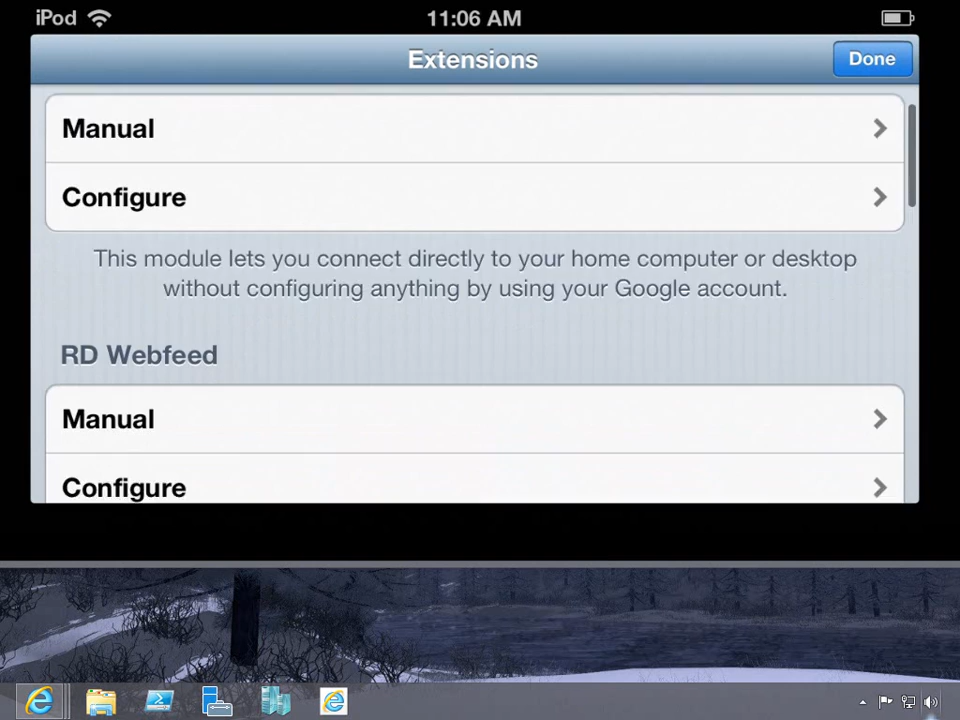 iPod
11:06 AM
Extensions
Done
Manual
Configure
This module lets you connect directly to your home computer or desktop
without configuring anything by using your Google account.
RD Webfeed
Manual
Configure